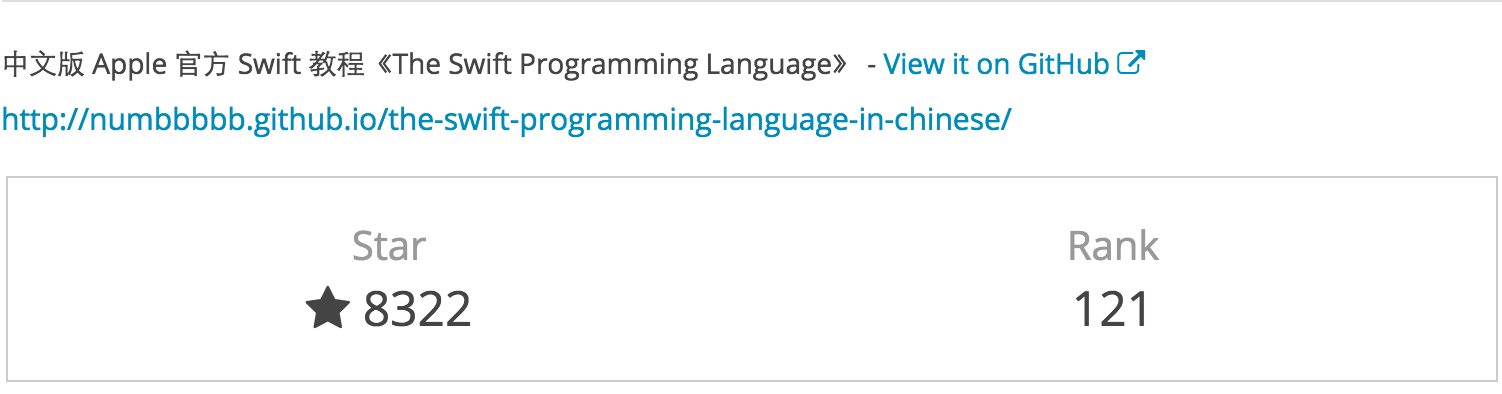 中文版 Apple 官方 Swift 教程《The Swift Programming Language》 - View it on GitHub
http://numbbbbb.github.io/the-swift-programming-language-in-chinese/
Star Rank
★ 8322 121